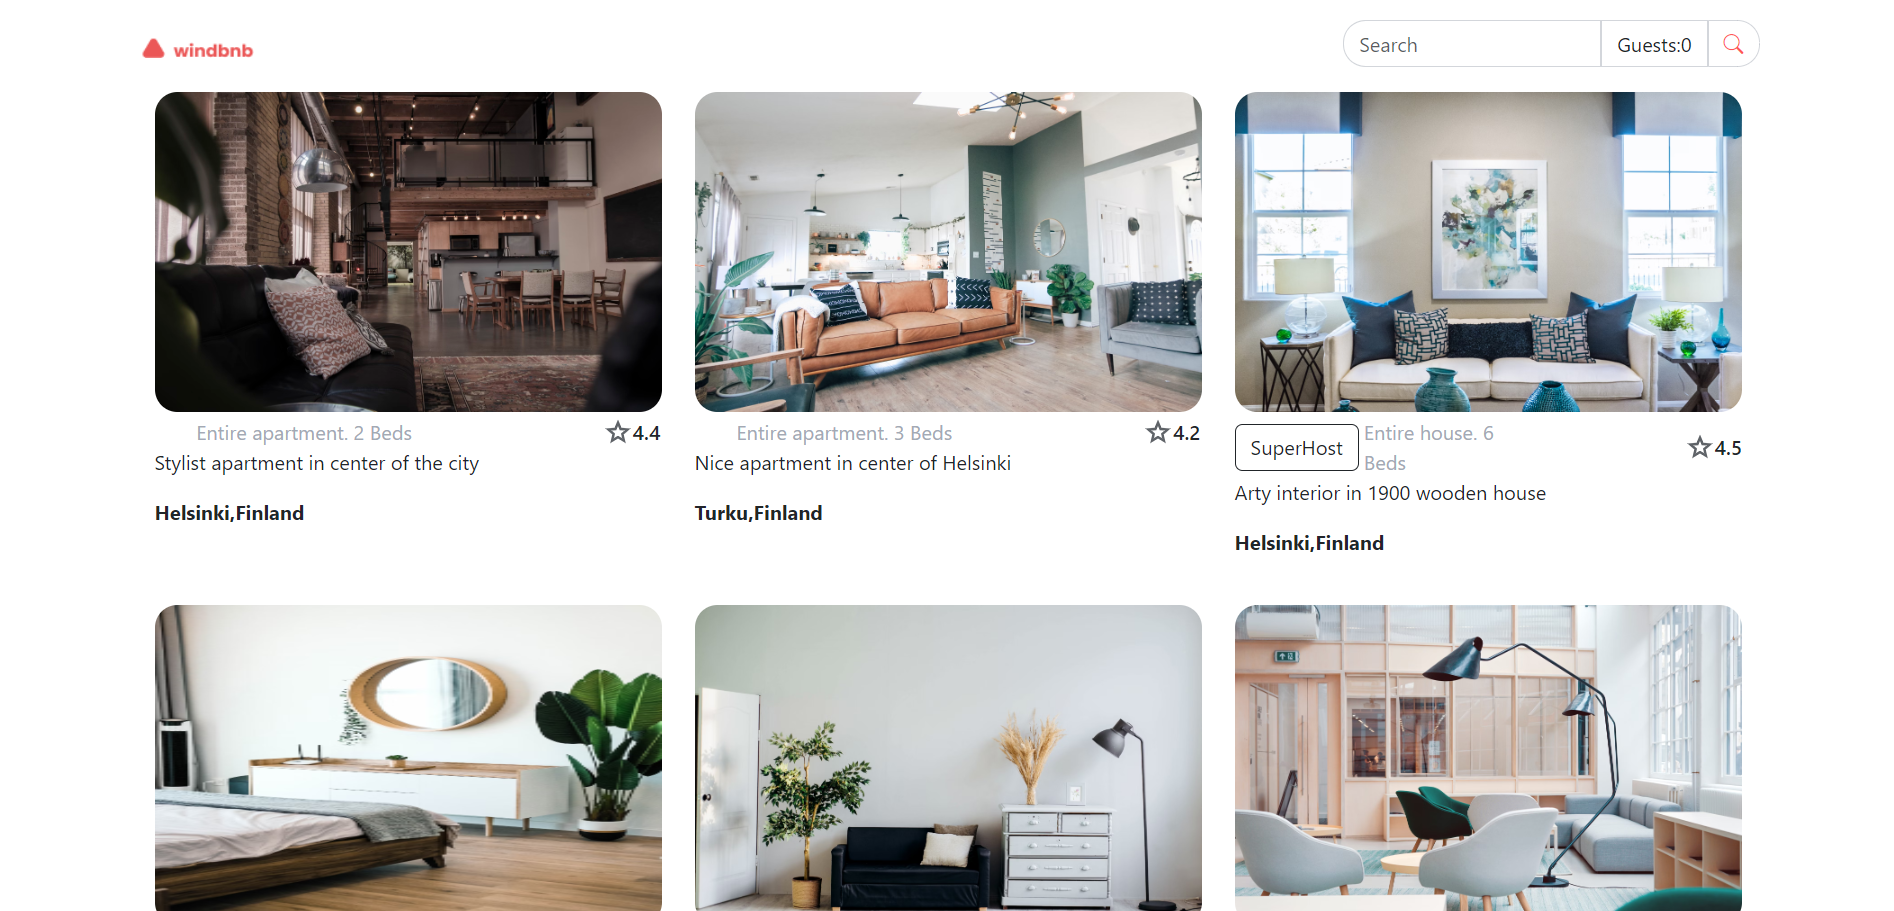 windbnb
Search
Guests:0
Entire apartment. 2 Beds
4.4
Stylist apartment in center of the city
Helsinki,Finland
Entire apartment. 3 Beds
4.2
Nice apartment in center of Helsinki
Turku,Finland
SuperHost
Entire house. 6
Beds
4.5
Arty interior in 1900 wooden house
Helsinki,Finland